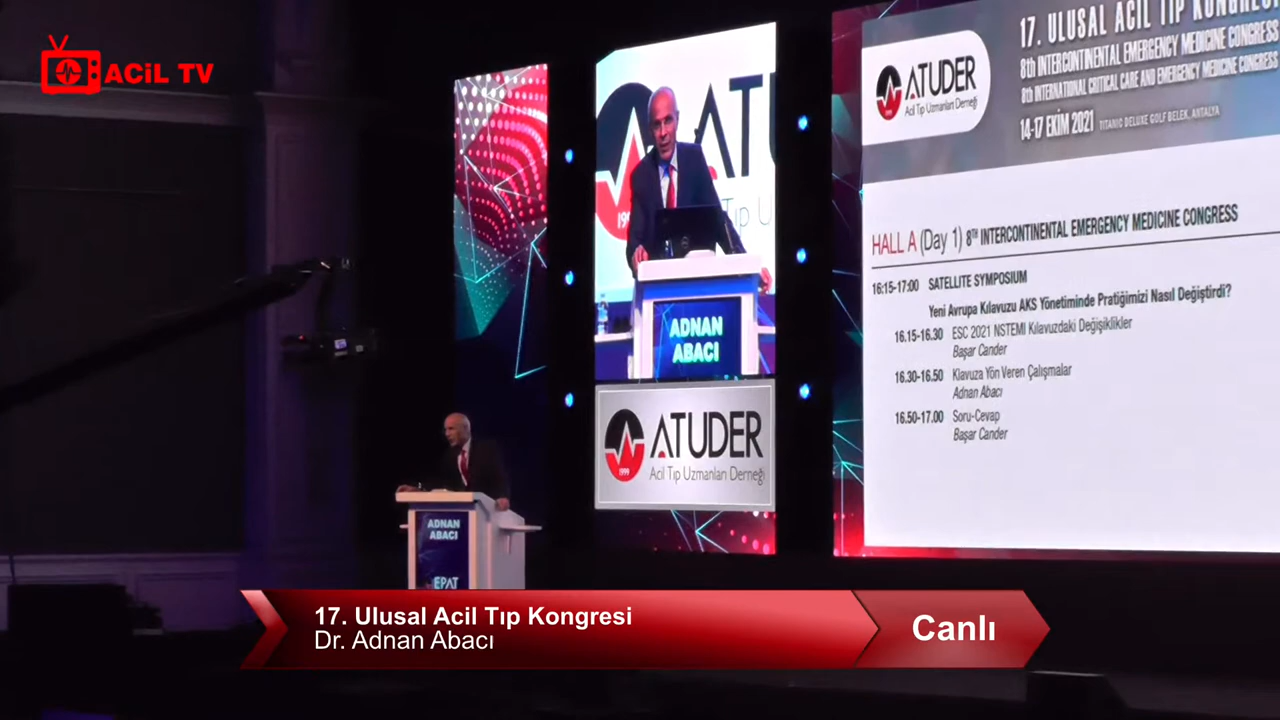 ACİL TV
ATUDER
1999
Acil Tıp Uzmanları Derneği
17. ULUSAL ACİL TIP KONGRESİ
8th INTERCONTINENTAL EMERGENCY MEDICINE CONGRESS
8th INTERNATIONAL CRITICAL CARE AND EMERGENCY MEDICINE CONGRESS
14-17 EKİM 2021 TITANIC DELUXE GOLF BELEK, ANTALYA
HALL A (Day 1) 8TH INTERCONTINENTAL EMERGENCY MEDICINE CONGRESS
16:15-17:00 SATELLITE SYMPOSIUM
Yeni Avrupa Kılavuzu AKS Yönetiminde Pratiğimizi Nasıl Değiştirdi?
16.15-16.30 ESC 2021 NSTEMI Kılavuzdaki Değişiklikler
Başar Cander
16.30-16.50 Klavuza Yön Veren Çalışmalar
Adnan Abacı
16.50-17.00 Soru-Cevap
Başar Cander
ATU
Tıp U
ADNAN
ABACI
ATUDER
1999
Acil Tıp Uzmanları Derneği
ADNAN
ABACI
EPAT
17. Ulusal Acil Tıp Kongresi
Dr. Adnan Abacı
Canlı